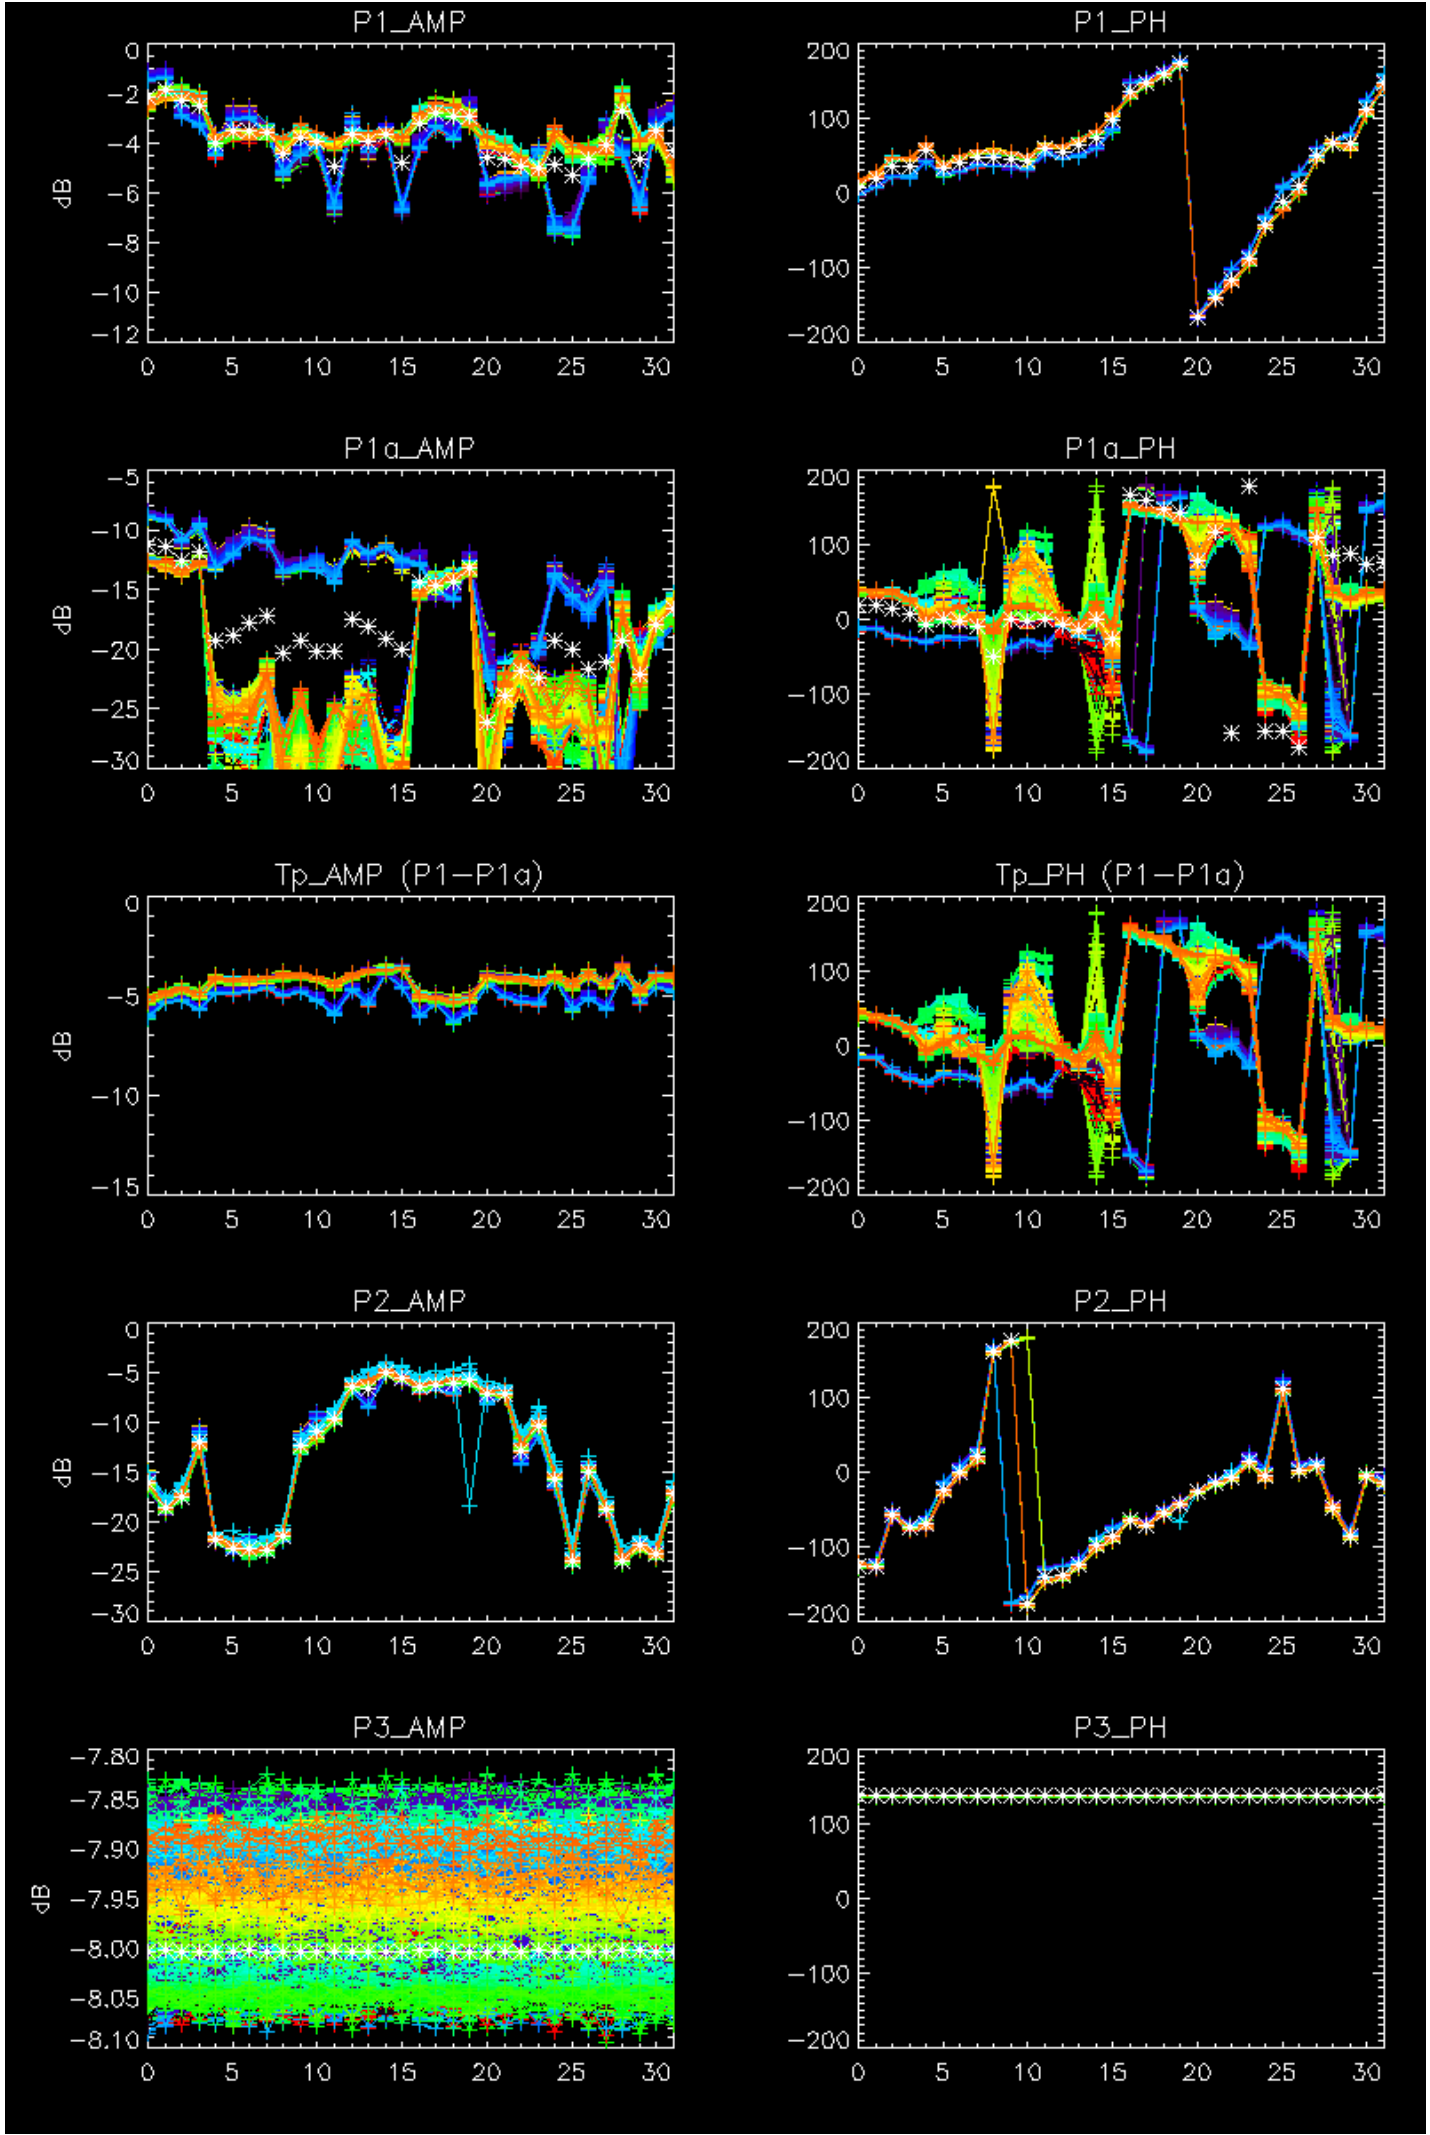 P1_AMP P1_PH
0 200
-2
100
-4
dB -6 0
-8
-100
-10
-12 -200
0 5 10 15 20 25 30 0 5 10 15 20 25 30
P1a_AMP P1a_PH
-5 200
-10 100
-15
dB 0
-20
-25 -100
-30 -200
0 5 10 15 20 25 30 0 5 10 15 20 25 30
Tp_AMP (P1-P1a) Tp_PH (P1-P1a)
0 200
100
-5
dB 0
-10
-100
-15 -200
0 5 10 15 20 25 30 0 5 10 15 20 25 30
P2_AMP P2_PH
0 200
-5
100
-10
dB -15 0
-20
-100
-25
-30 -200
0 5 10 15 20 25 30 0 5 10 15 20 25 30
P3_AMP P3_PH
-7.80 200
-7.85
100
-7.90
dB -7.95 0
-8.00
-100
-8.05
-8.10 -200
0 5 10 15 20 25 30 0 5 10 15 20 25 30